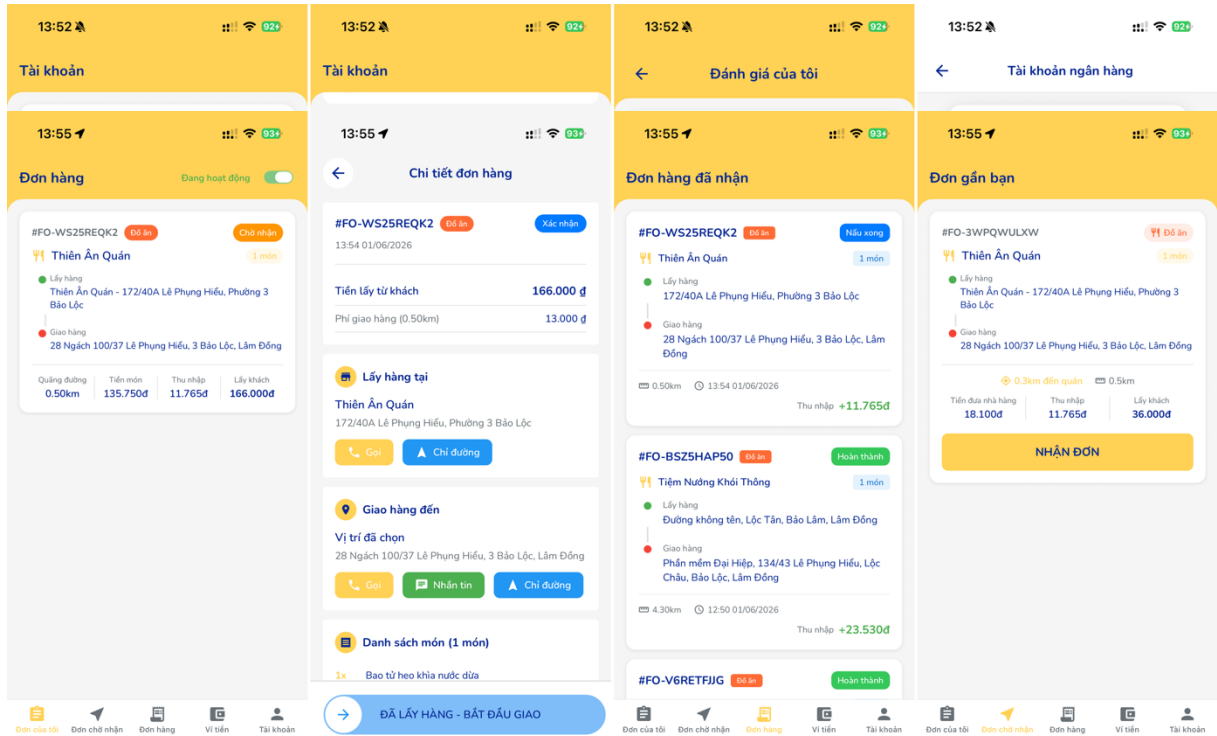 13:52
92
Tài khoản
13:52
92
Tài khoản
13:52
92
Đánh giá của tôi
13:52
92
Tài khoản ngân hàng
13:55
93
Đơn hàng
Đang hoạt động
#FO-WS25REQK2
Đồ ăn
Chờ nhận
Thiên Ân Quán
1 món
Lấy hàng
Thiên Ân Quán - 172/40A Lê Phụng Hiểu, Phường 3
Bảo Lộc
Giao hàng
28 Ngách 100/37 Lê Phụng Hiểu, 3 Bảo Lộc, Lâm Đồng
Quãng đường
Tiền món
Thu nhập
Lấy khách
0.50km
135.750đ
11.765đ
166.000đ
Đơn của tôi
Đơn chờ nhận
Đơn hàng
Ví tiền
Tài khoản
13:55
93
Chi tiết đơn hàng
#FO-WS25REQK2
Đồ ăn
Xác nhận
13:54 01/06/2026
Tiền lấy từ khách
166.000 ₫
Phí giao hàng (0.50km)
13.000 ₫
Lấy hàng tại
Thiên Ân Quán
172/40A Lê Phụng Hiểu, Phường 3 Bảo Lộc
Gọi
Chỉ đường
Giao hàng đến
Vị trí đã chọn
28 Ngách 100/37 Lê Phụng Hiểu, 3 Bảo Lộc, Lâm Đồng
Gọi
Nhắn tin
Chỉ đường
Danh sách món (1 món)
1x
Bao tử heo khìa nước dừa
ĐÃ LẤY HÀNG - BẮT ĐẦU GIAO
13:55
93
Đơn hàng đã nhận
#FO-WS25REQK2
Đồ ăn
Nấu xong
Thiên Ân Quán
1 món
Lấy hàng
172/40A Lê Phụng Hiểu, Phường 3 Bảo Lộc
Giao hàng
28 Ngách 100/37 Lê Phụng Hiểu, 3 Bảo Lộc, Lâm
Đồng
0.50km
13:54 01/06/2026
Thu nhập +11.765đ
#FO-BSZ5HAP50
Đồ ăn
Hoàn thành
Tiệm Nướng Khói Thông
1 món
Lấy hàng
Đường không tên, Lộc Tân, Bảo Lâm, Lâm Đồng
Giao hàng
Phần mềm Đại Hiệp, 134/43 Lê Phụng Hiểu, Lộc
Châu, Bảo Lộc, Lâm Đồng
4.30km
12:50 01/06/2026
Thu nhập +23.530đ
#FO-V6RETFJJG
Đồ ăn
Hoàn thành
Đơn của tôi
Đơn chờ nhận
Đơn hàng
Ví tiền
Tài khoản
13:55
93
Đơn gần bạn
#FO-3WPQWULXW
Đồ ăn
Thiên Ân Quán
1 món
Lấy hàng
Thiên Ân Quán - 172/40A Lê Phụng Hiểu, Phường 3
Bảo Lộc
Giao hàng
28 Ngách 100/37 Lê Phụng Hiểu, 3 Bảo Lộc, Lâm Đồng
0.3km đến quán
0.5km
Tiền đưa nhà hàng
Thu nhập
Lấy khách
18.100đ
11.765đ
36.000đ
NHẬN ĐƠN
Đơn của tôi
Đơn chờ nhận
Đơn hàng
Ví tiền
Tài khoản